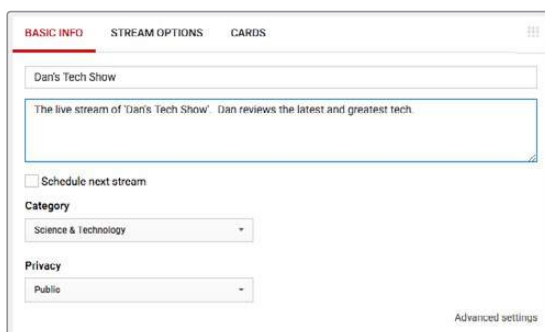 BASIC INFO STREAM OPTIONS CARDS
Dan's Tech Show
The live stream of 'Dan's Tech Show'. Dan reviews the latest and greatest tech.
Schedule next stream
Category
Science & Technology
Privacy
Public
Advanced settings